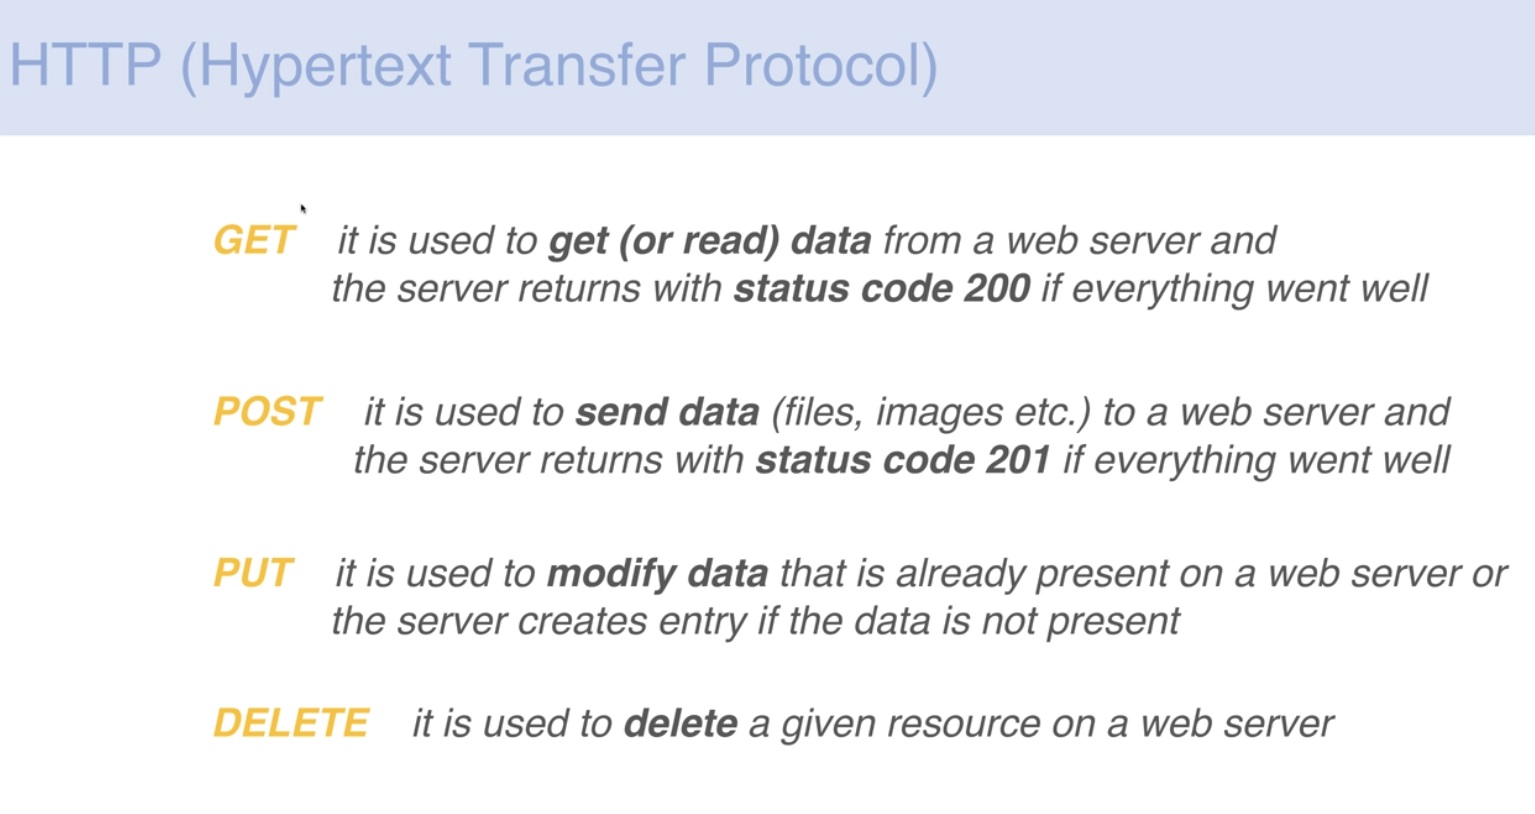 HTTP (Hypertext Transfer Protocol)
GET it is used to get (or read) data from a web server and
the server returns with status code 200 if everything went well
POST it is used to send data (files, images etc.) to a web server and
the server returns with status code 201 if everything went well
PUT it is used to modify data that is already present on a web server or
the server creates entry if the data is not present
DELETE it is used to delete a given resource on a web server